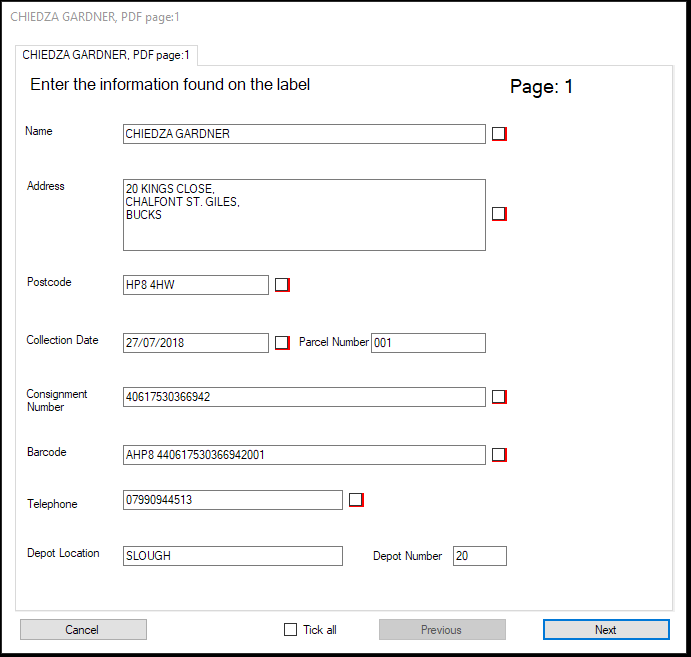 CHIEDZA GARDNER, PDF page:1
CHIEDZA GARDNER, PDF page:1
Enter the information found on the label
Page: 1
Name
CHIEDZA GARDNER
Address
20 KINGS CLOSE,
CHALFONT ST. GILES,
BUCKS
Postcode
HP8 4HW
Collection Date
27/07/2018
Parcel Number
001
Consignment
Number
40617530366942
Barcode
AHP8 440617530366942001
Telephone
07990944513
Depot Location
SLOUGH
Depot Number
20
Cancel
Tick all
Previous
Next